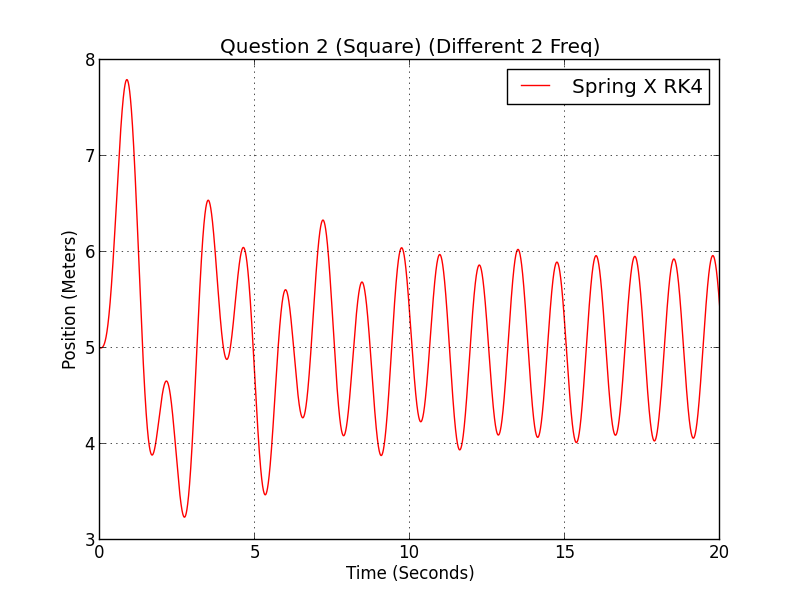 Question 2 (Square) (Different 2 Freq)
Spring X RK4
8
7
6
5
4
3
Position (Meters)
0 5 10 15 20
Time (Seconds)